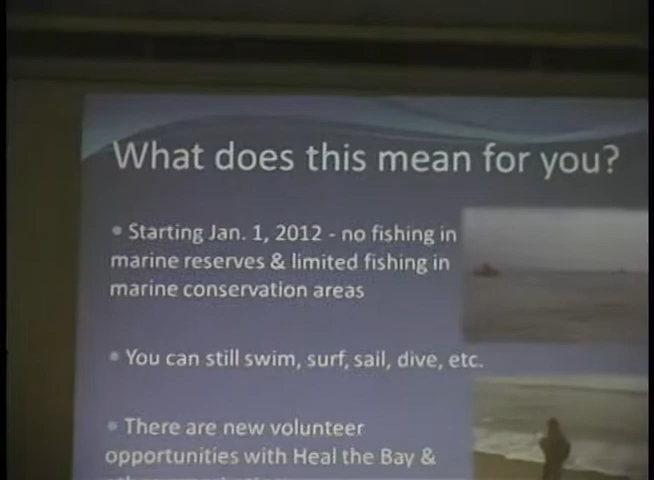 What does this mean for you?
• Starting Jan. 1, 2012 - no fishing in
marine reserves & limited fishing in
marine conservation areas
• You can still swim, surf, sail, dive, etc.
• There are new volunteer
opportunities with Heal the Bay &